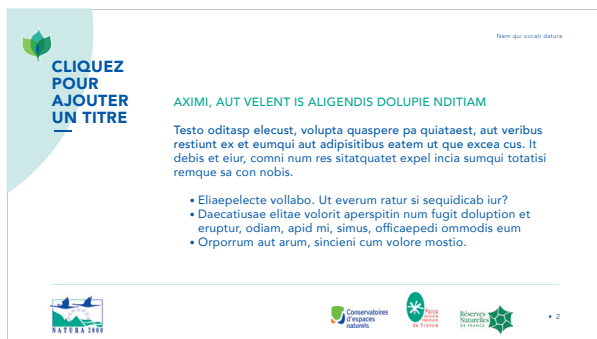 Nem qui occati datura
CLIQUEZ
POUR
AJOUTER
UN TITRE
AXIMI, AUT VELENT IS ALIGENDIS DOLUPIE NDITIAM
Testo oditasp elecust, volupta quaspere pa quiataest, aut veribus
restiunt ex et eumqui aut adipisitibus eatem ut que excea cus. It
debis et eiur, comni num res sitatquatet expel incia sumqui totatisi
remque sa con nobis.
• Eliaepelecte vollabo. Ut everum ratur si sequidicab iur?
• Daecatiusae elitae volorit aperspitin num fugit doluption et
eruptur, odiam, apid mi, simus, officaepedi ommodis eum
• Orporrum aut arum, sincieni cum volore mostio.
NATURA 2000
Conservatoires
d'espaces
naturels
Parcs
naturels
régionaux
de France
Réserves
Naturelles
DE FRANCE
• 2